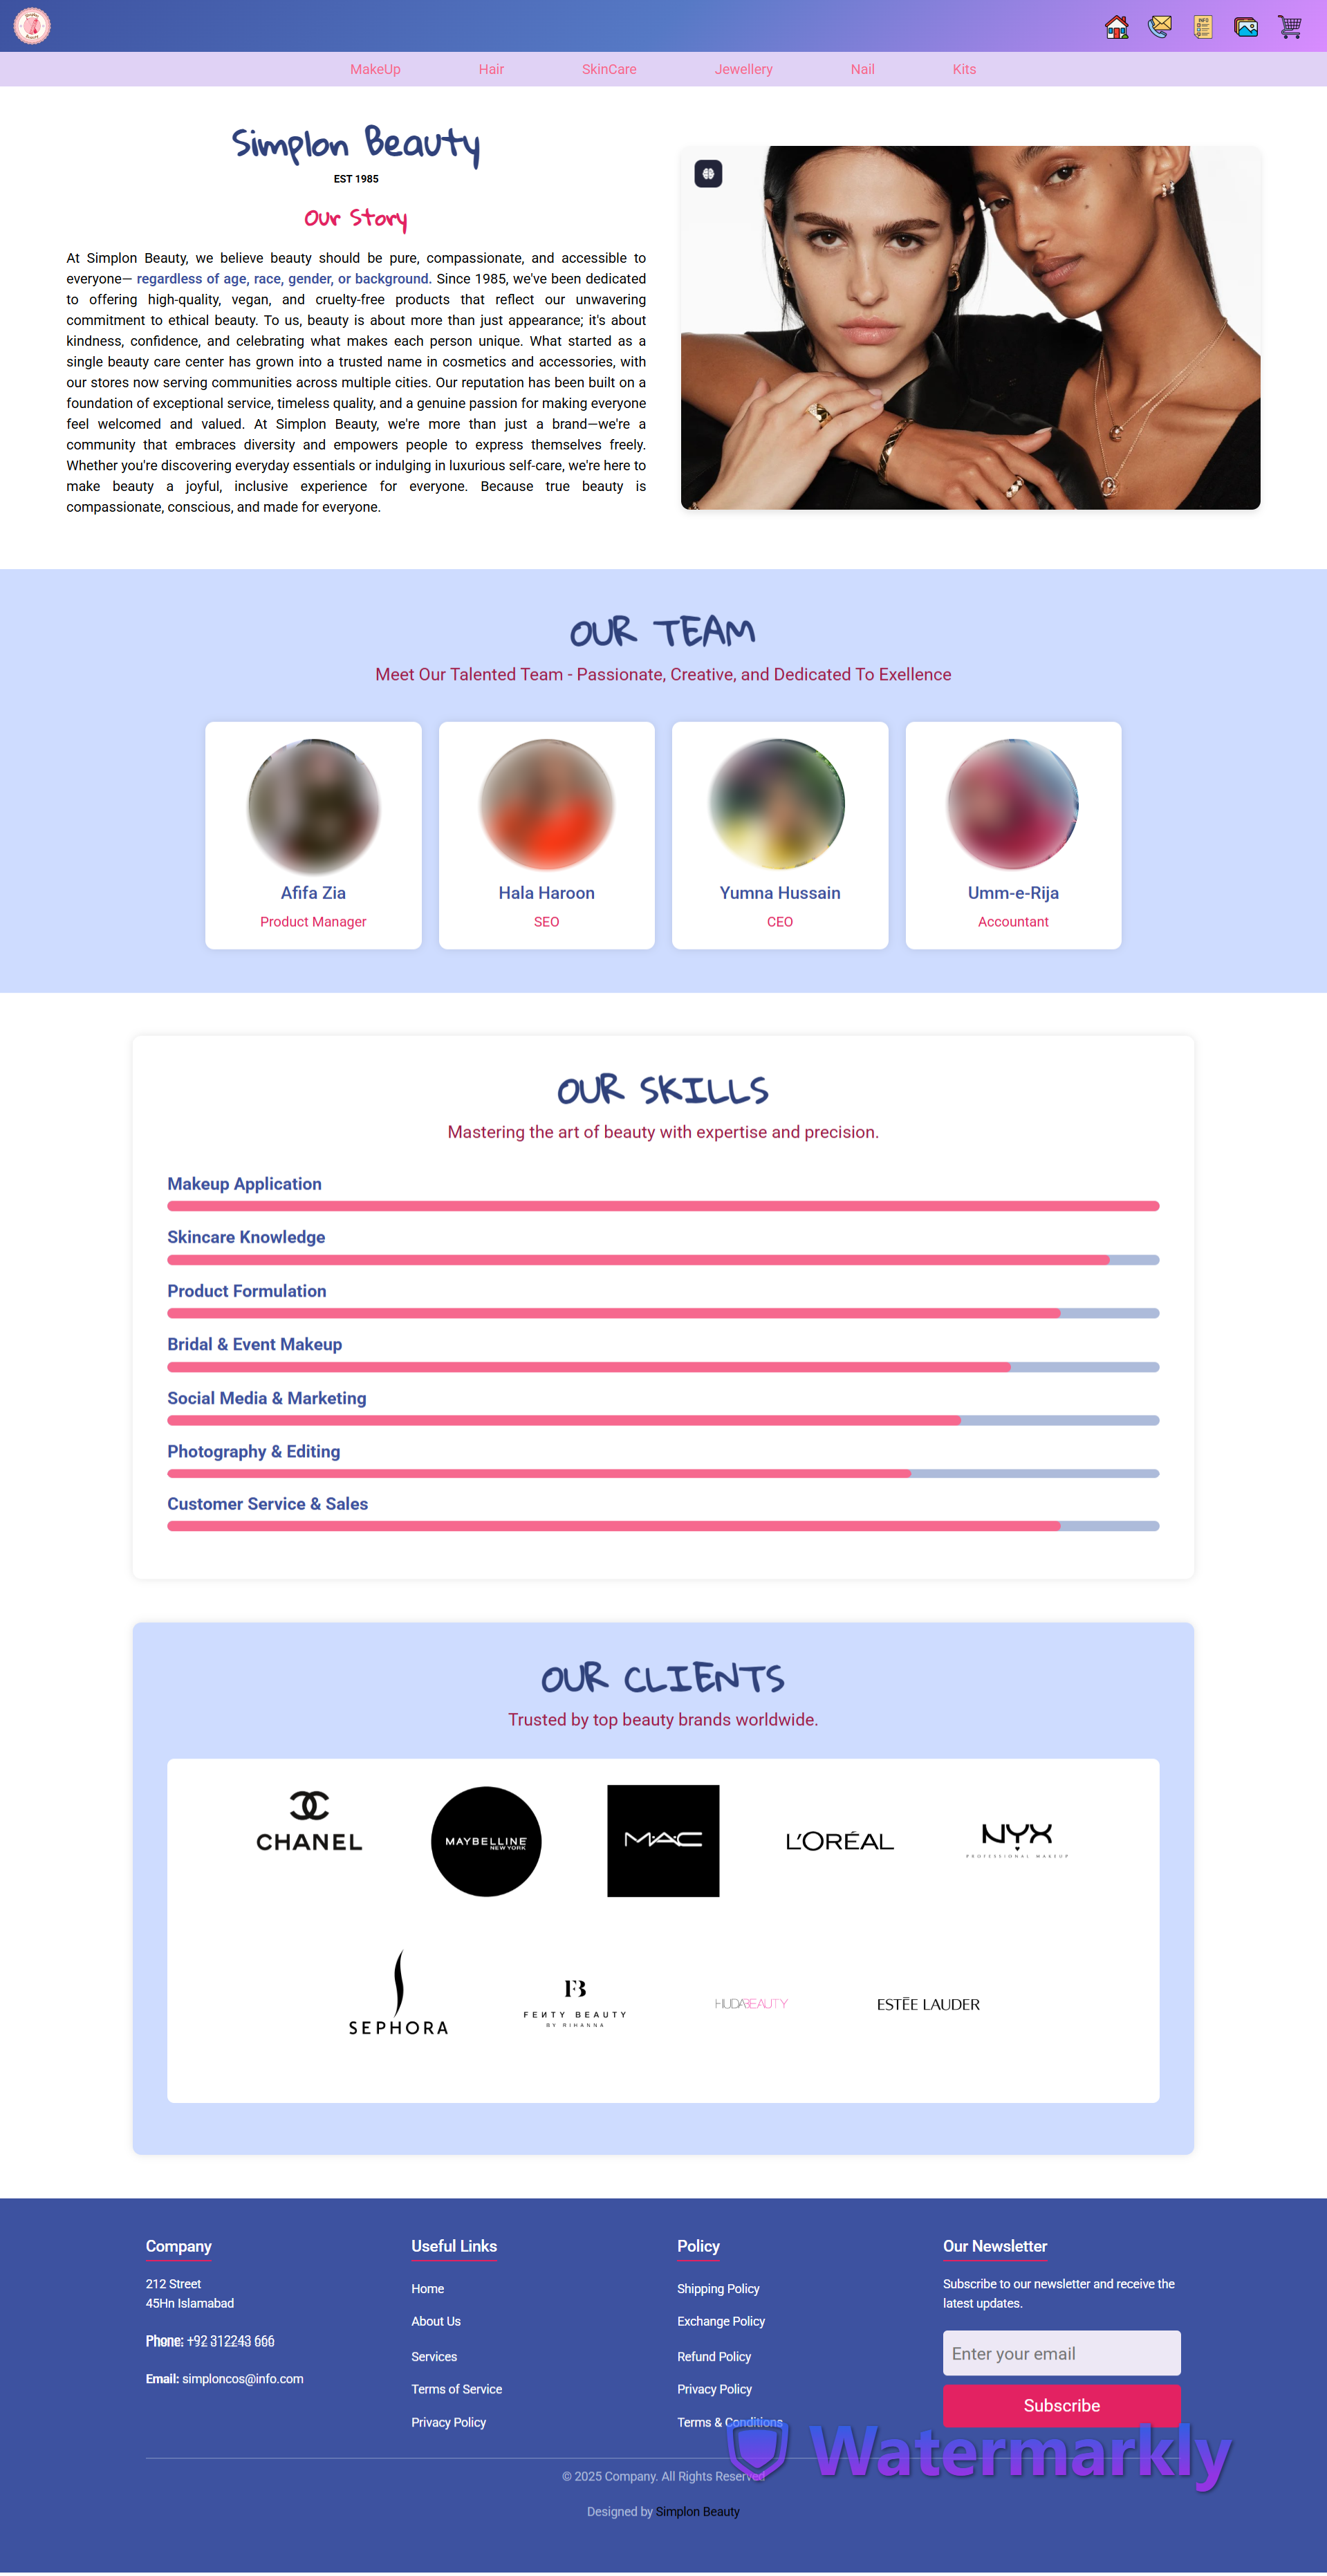 MakeUp Hair SkinCare Jewellery Nail Kits
Simplon Beauty
EST 1985
Our Story
At Simplon Beauty, we believe beauty should be pure, compassionate, and accessible to
everyone— regardless of age, race, gender, or background. Since 1985, we've been dedicated
to offering high-quality, vegan, and cruelty-free products that reflect our unwavering
commitment to ethical beauty. To us, beauty is about more than just appearance; it's about
kindness, confidence, and celebrating what makes each person unique. What started as a
single beauty care center has grown into a trusted name in cosmetics and accessories, with
our stores now serving communities across multiple cities. Our reputation has been built on a
foundation of exceptional service, timeless quality, and a genuine passion for making everyone
feel welcomed and valued. At Simplon Beauty, we're more than just a brand—we're a
community that embraces diversity and empowers people to express themselves freely.
Whether you're discovering everyday essentials or indulging in luxurious self-care, we're here to
make beauty a joyful, inclusive experience for everyone. Because true beauty is
compassionate, conscious, and made for everyone.
OUR TEAM
Meet Our Talented Team - Passionate, Creative, and Dedicated To Exellence
Afifa Zia
Product Manager
Hala Haroon
SEO
Yumna Hussain
CEO
Umm-e-Rija
Accountant
OUR SKILLS
Mastering the art of beauty with expertise and precision.
Makeup Application
Skincare Knowledge
Product Formulation
Bridal & Event Makeup
Social Media & Marketing
Photography & Editing
Customer Service & Sales
OUR CLIENTS
Trusted by top beauty brands worldwide.
CHANEL
MAYBELLINE
NEW YORK
MAC
L'ORÉAL
NYX
PROFESSIONAL MAKEUP
SEPHORA
FB
FENTY BEAUTY
BY RIHANNA
HUDABEAUTY
ESTĒE LAUDER
Company
212 Street
45Hn Islamabad
Phone: +92 312243 666
Email: simploncos@info.com
Useful Links
Home
About Us
Services
Terms of Service
Privacy Policy
Policy
Shipping Policy
Exchange Policy
Refund Policy
Privacy Policy
Terms & Conditions
Our Newsletter
Subscribe to our newsletter and receive the
latest updates.
Enter your email
Subscribe
Watermarkly
© 2025 Company. All Rights Reserved
Designed by Simplon Beauty